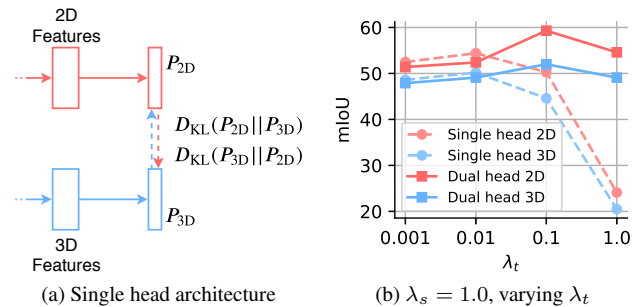 2D
Features
P2D
DKL(P2D||P3D)
DKL(P3D||P2D)
P3D
3D
Features
(a) Single head architecture
60
50
40
30
20
mIoU
Single head 2D
Single head 3D
Dual head 2D
Dual head 3D
0.001 0.01 0.1 1.0
λt
(b) λs = 1.0, varying λt